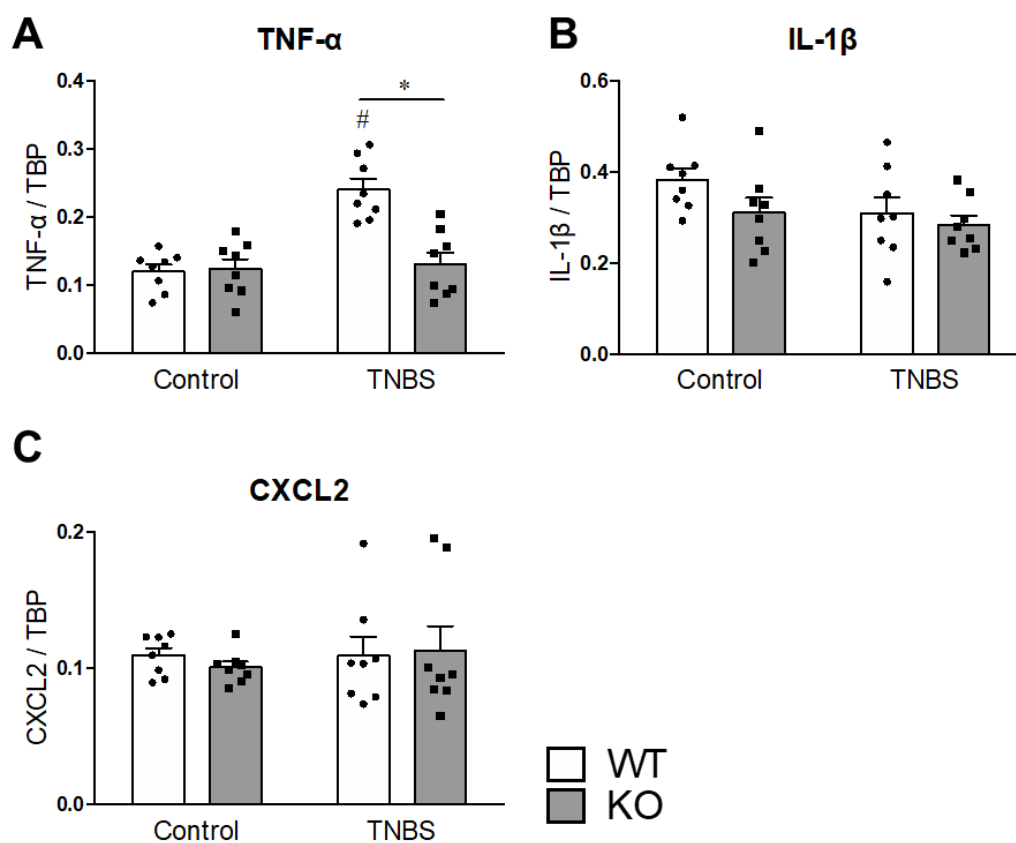 A
TNF-α
TNF-α / TBP
0.4
0.3
0.2
0.1
0.0
*
#
Control
TNBS
B
IL-1β
IL-1β / TBP
0.6
0.4
0.2
0.0
Control
TNBS
C
CXCL2
CXCL2 / TBP
0.2
0.1
0.0
Control
TNBS
WT
KO